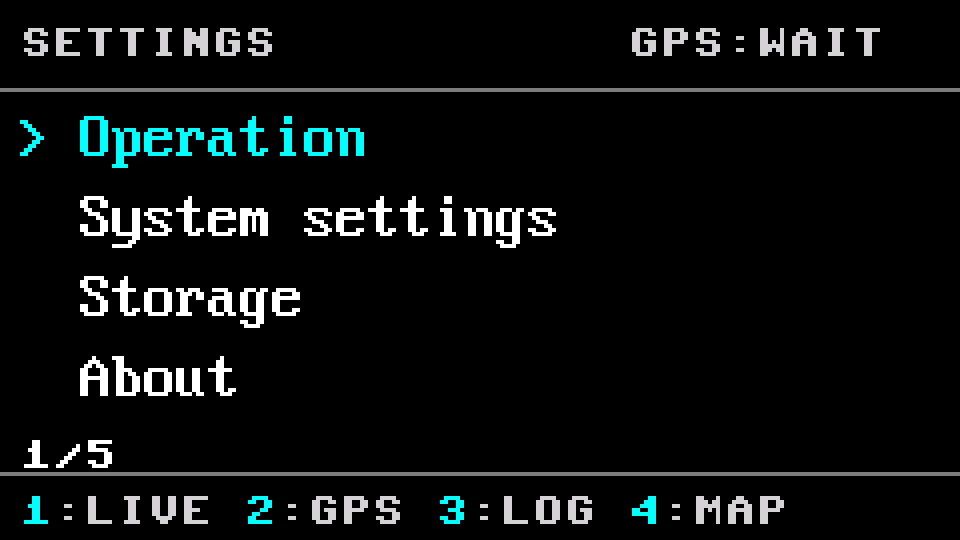 SETTINGS GPS:WAIT
> Operation
System settings
Storage
About
1/5
1:LIVE 2:GPS 3:LOG 4:MAP